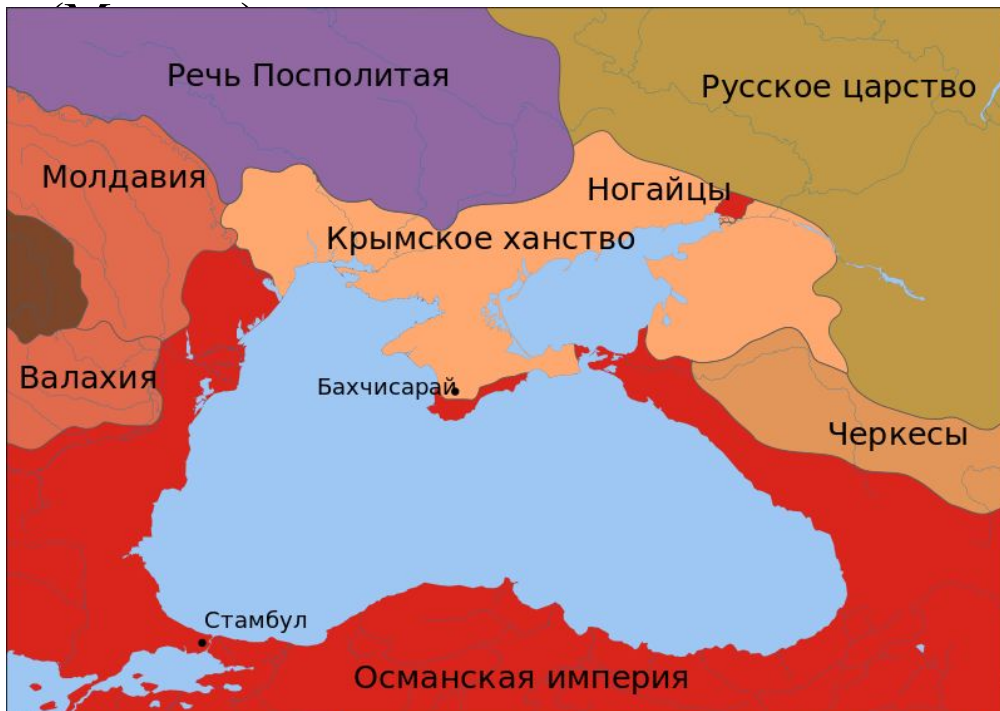 Речь Посполитая
Русское царство
Молдавия
Ногайцы
Крымское ханство
Валахия
Бахчисарай
Черкесы
Стамбул
Османская империя